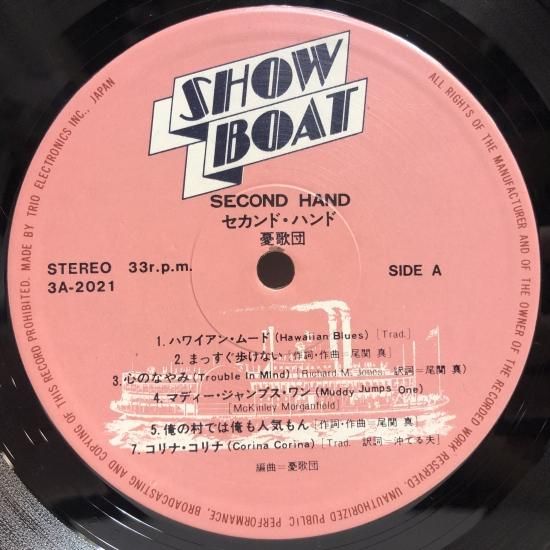 SHOW
BOAT
SECOND HAND
セカンド・ハンド
憂歌団
STEREO 33r.p.m.
3A-2021
SIDE A
1. ハワイアン・ムード (Hawaiian Blues) [Trad.]
2. まっすぐ歩けない [作詞・作曲=尾関 真]
3. 心のなやみ (Trouble In Mind) [Richard M. Jones, 訳詞=尾関 真]
4. マディー・ジャンプス・ワン (Muddy Jumps One)
[McKinley Morganfield]
5. 俺の村では俺も人気もん [作詞・作曲=尾関 真]
7. コリナ・コリナ (Corina Corina) [Trad. 訳詞=沖てる夫]
編曲=憂歌団
ALL RIGHTS OF THE MANUFACTURER AND OF THE OWNER OF THE RECORDED WORK RESERVED. UNAUTHORIZED PUBLIC PERFORMANCE, BROADCASTING AND COPYING OF THIS RECORD PROHIBITED. MADE BY TRIO ELECTRONICS INC., JAPAN